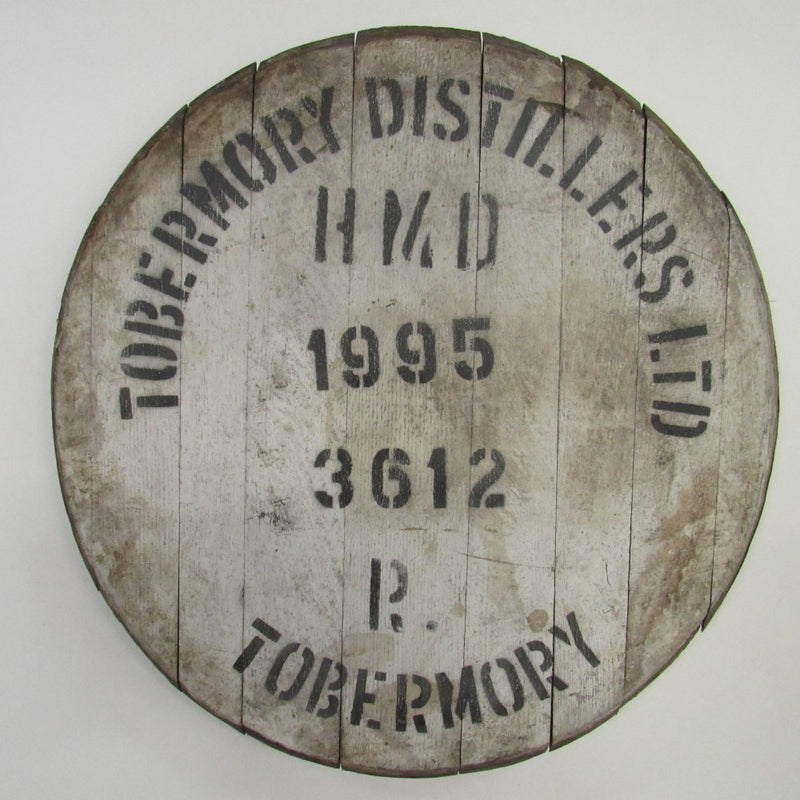 TOBERMORY DISTILLERS LTD
HMD
1995
3612
R.
TOBERMORY